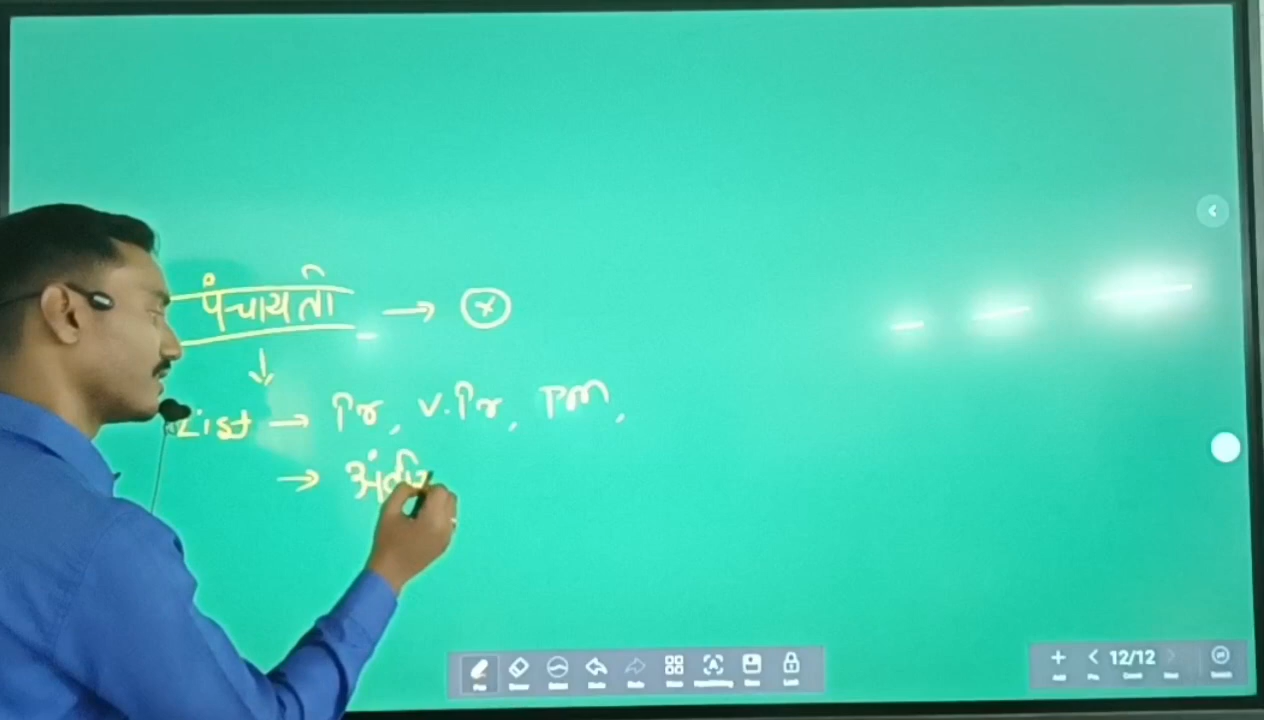 पंचायती → ⊗
↓
List → Pr, V.Pr, PM,
→ अंति
12/12